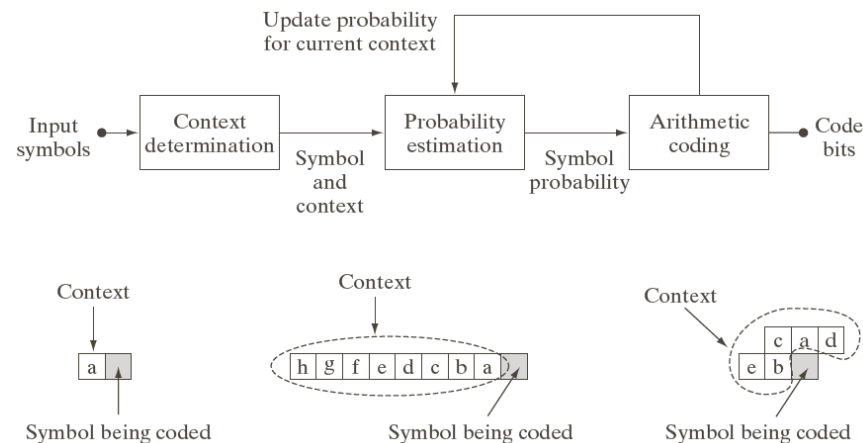 Update probability
for current context
Input
symbols
Context
determination
Symbol
and
context
Probability
estimation
Symbol
probability
Arithmetic
coding
Code
bits
Context
a
Symbol being coded
Context
h g f e d c b a
Symbol being coded
Context
c a d
e b
Symbol being coded